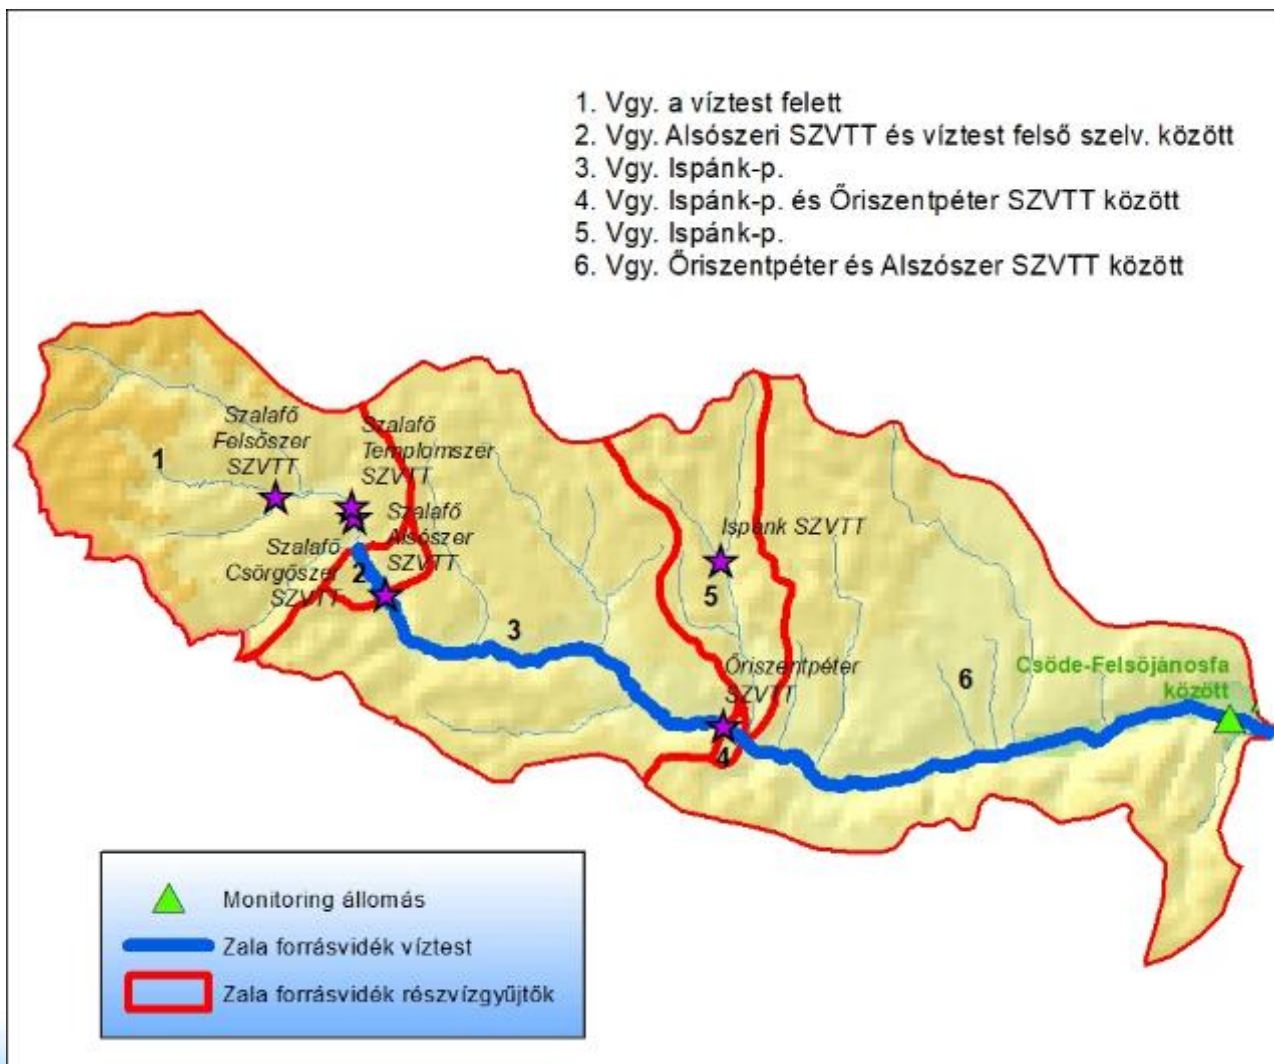 1. Vgy. a víztest felett
2. Vgy. Alsószeri SZVTT és víztest felső szelv. között
3. Vgy. Ispánk-p.
4. Vgy. Ispánk-p. és Őriszentpéter SZVTT között
5. Vgy. Ispánk-p.
6. Vgy. Őriszentpéter és Alszószer SZVTT között
Szalafő
Felsőszer
SZVTT
1
Szalafő
Templomszer
SZVTT
Szalafő
Alsószer
SZVTT
Szalafő
Csörgőszer
SZVTT
2
3
Ispánk SZVTT
5
Őriszentpéter
SZVTT
4
6
Csöde-Felsőjánosfa
között
Monitoring állomás
Zala forrásvidék víztest
Zala forrásvidék részvízgyűjtők